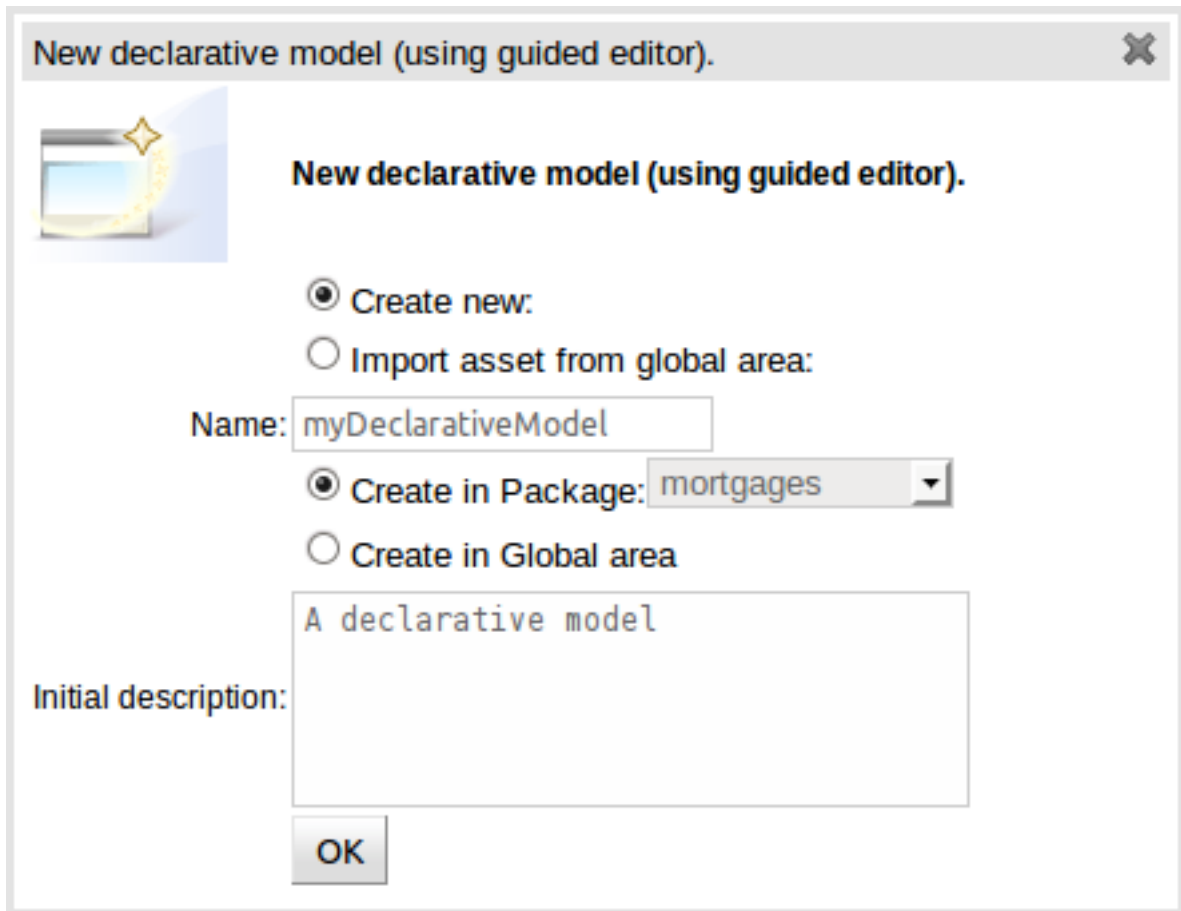 New declarative model (using guided editor).
New declarative model (using guided editor).
Create new:
Import asset from global area:
Name: myDeclarativeModel
Create in Package: mortgages
Create in Global area
A declarative model
Initial description:
OK